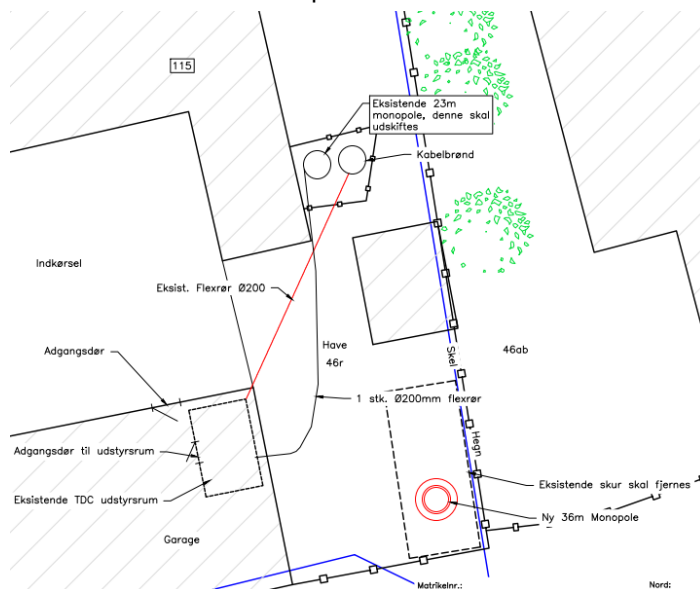 115
Eksistende 23m
monopole, denne skal
udskiftes
Kabelbrønd
Indkørsel
Eksist. Flexrør Ø200
Have
46r
Skel
46ab
Adgangsdør
1 stk. Ø200mm flexrør
Hegn
Adgangsdør til udstyrsrum
Eksistende skur skal fjernes
Eksistende TDC udstyrsrum
Ny 36m Monopole
Garage
Matrikelnr.:
Nord: